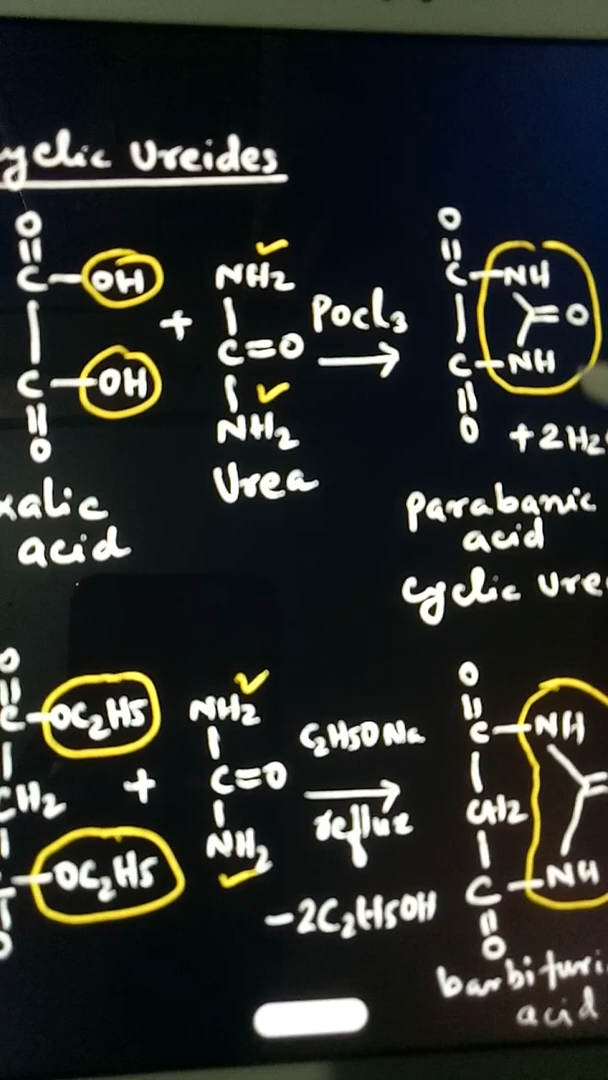 yclic Ureides
O
||
C-OH
|
C-OH
||
O
+
NH2
|
C=O
|
NH2
Urea
POCl3
→
O
||
C-NH
|
=O
C-NH
||
O
+2H2
xalic
acid
parabanic
acid
cyclic Ure
O
||
C-OC2H5
|
CH2
|
-OC2H5
O
+
NH2
|
C=O
|
NH2
C2H5ONa
→
reflux
-2C2H5OH
O
||
C-NH
|
CH2
|
C-NH
||
O
barbituri
acid